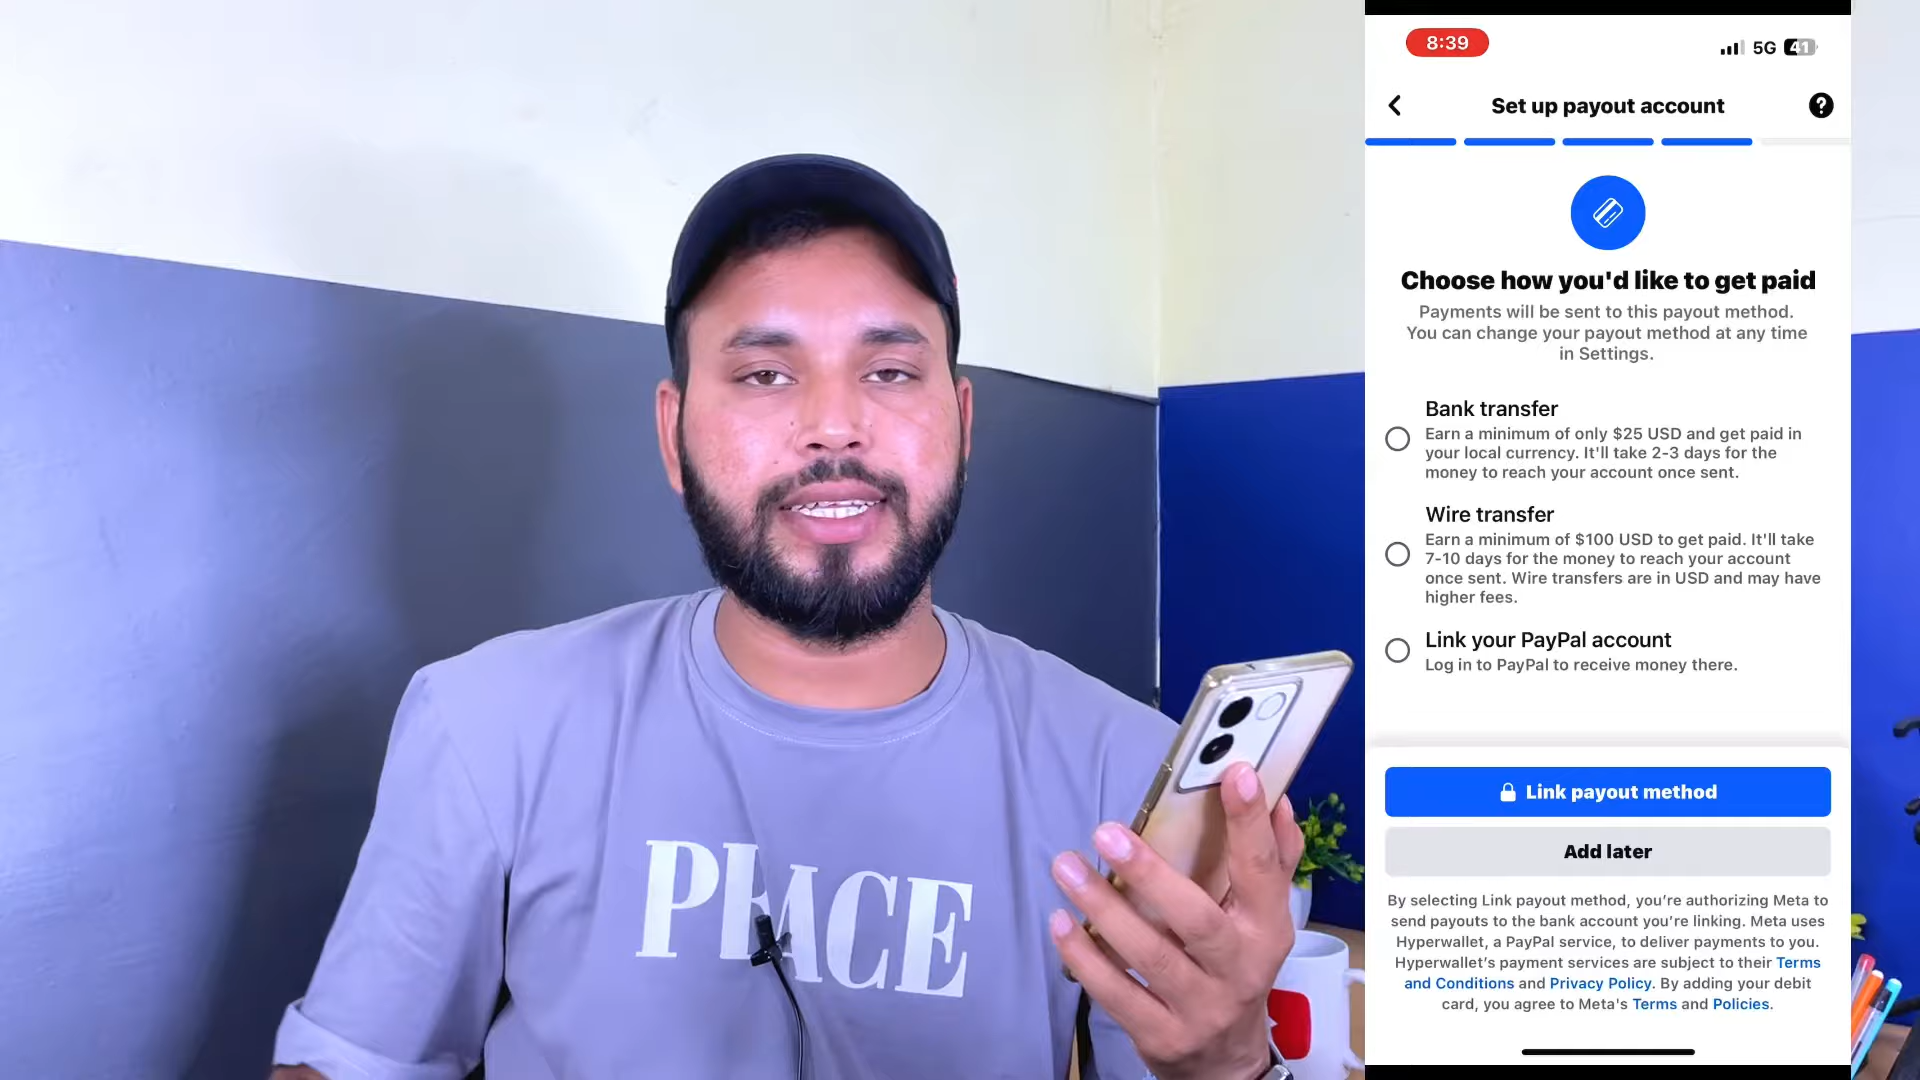 8:39
5G 41
Set up payout account
Choose how you'd like to get paid
Payments will be sent to this payout method.
You can change your payout method at any time
in Settings.
Bank transfer
Earn a minimum of only $25 USD and get paid in
your local currency. It'll take 2-3 days for the
money to reach your account once sent.
Wire transfer
Earn a minimum of $100 USD to get paid. It'll take
7-10 days for the money to reach your account
once sent. Wire transfers are in USD and may have
higher fees.
Link your PayPal account
Log in to PayPal to receive money there.
Link payout method
Add later
By selecting Link payout method, you're authorizing Meta to
send payouts to the bank account you're linking. Meta uses
Hyperwallet, a PayPal service, to deliver payments to you.
Hyperwallet's payment services are subject to their Terms
and Conditions and Privacy Policy. By adding your debit
card, you agree to Meta's Terms and Policies.
PEACE